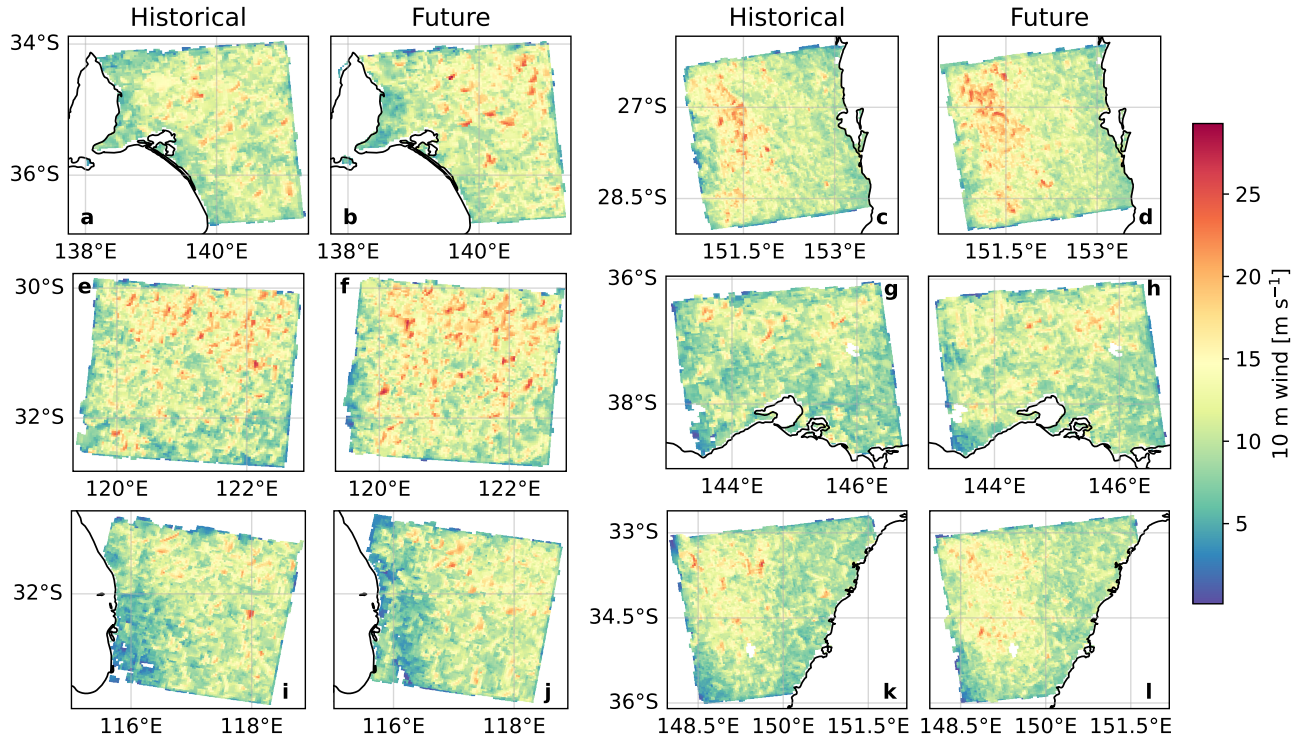 Historical Future Historical Future
34°S
36°S
a b
138°E 140°E 138°E 140°E
27°S
28.5°S
c d
151.5°E 153°E 151.5°E 153°E
30°S
32°S
e f
120°E 122°E 120°E 122°E
36°S
38°S
g h
144°E 146°E 144°E 146°E
32°S
i j
116°E 118°E 116°E 118°E
33°S
34.5°S
36°S
k l
148.5°E 150°E 151.5°E 148.5°E 150°E 151.5°E
25
20
15
10
5
10 m wind [m s⁻¹]